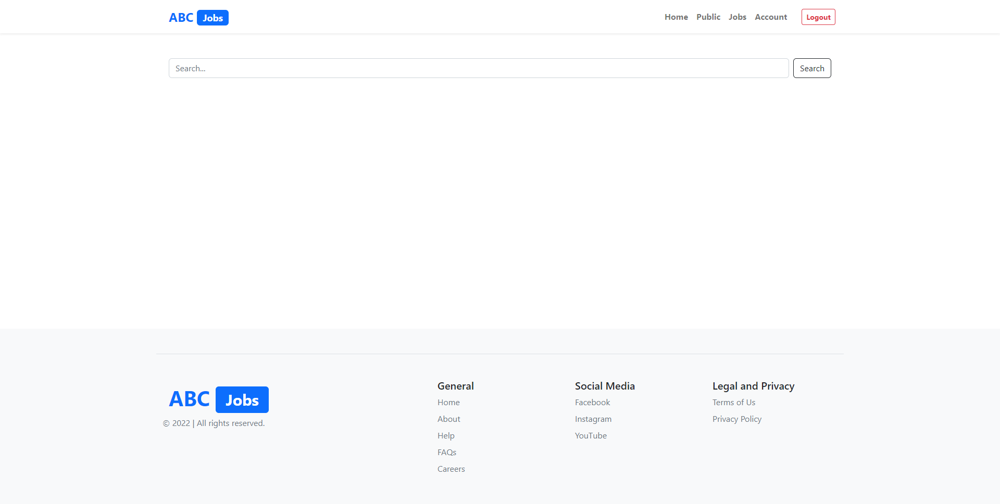 ABC Jobs
Home Public Jobs Account Logout
Search...
Search
ABC Jobs
© 2022 | All rights reserved.
General
Home
About
Help
FAQs
Careers
Social Media
Facebook
Instagram
YouTube
Legal and Privacy
Terms of Us
Privacy Policy